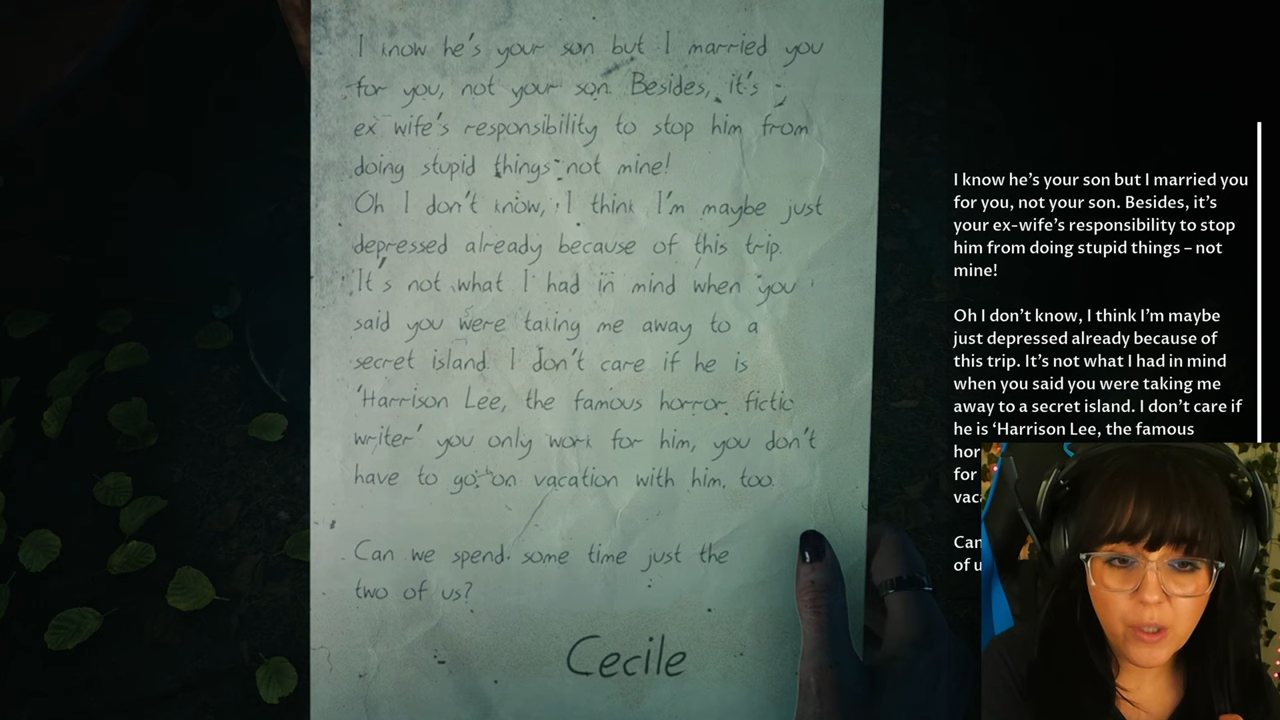 I know he's your son but I married you
for you, not your son. Besides, it's
ex wife's responsibility to stop him from
doing stupid things - not mine!
Oh I don't know, I think I'm maybe just
depressed already because of this trip.
It's not what I had in mind when you
said you were taking me away to a
secret island. I don't care if he is
'Harrison Lee, the famous horror fictio
writer' you only work for him, you don't
have to go on vacation with him, too.
Can we spend some time just the
two of us?
Cecile
I know he's your son but I married you
for you, not your son. Besides, it's
your ex-wife's responsibility to stop
him from doing stupid things – not
mine!
Oh I don't know, I think I'm maybe
just depressed already because of
this trip. It's not what I had in mind
when you said you were taking me
away to a secret island. I don't care if
he is ‘Harrison Lee, the famous
hor
for
vac
Can
of u